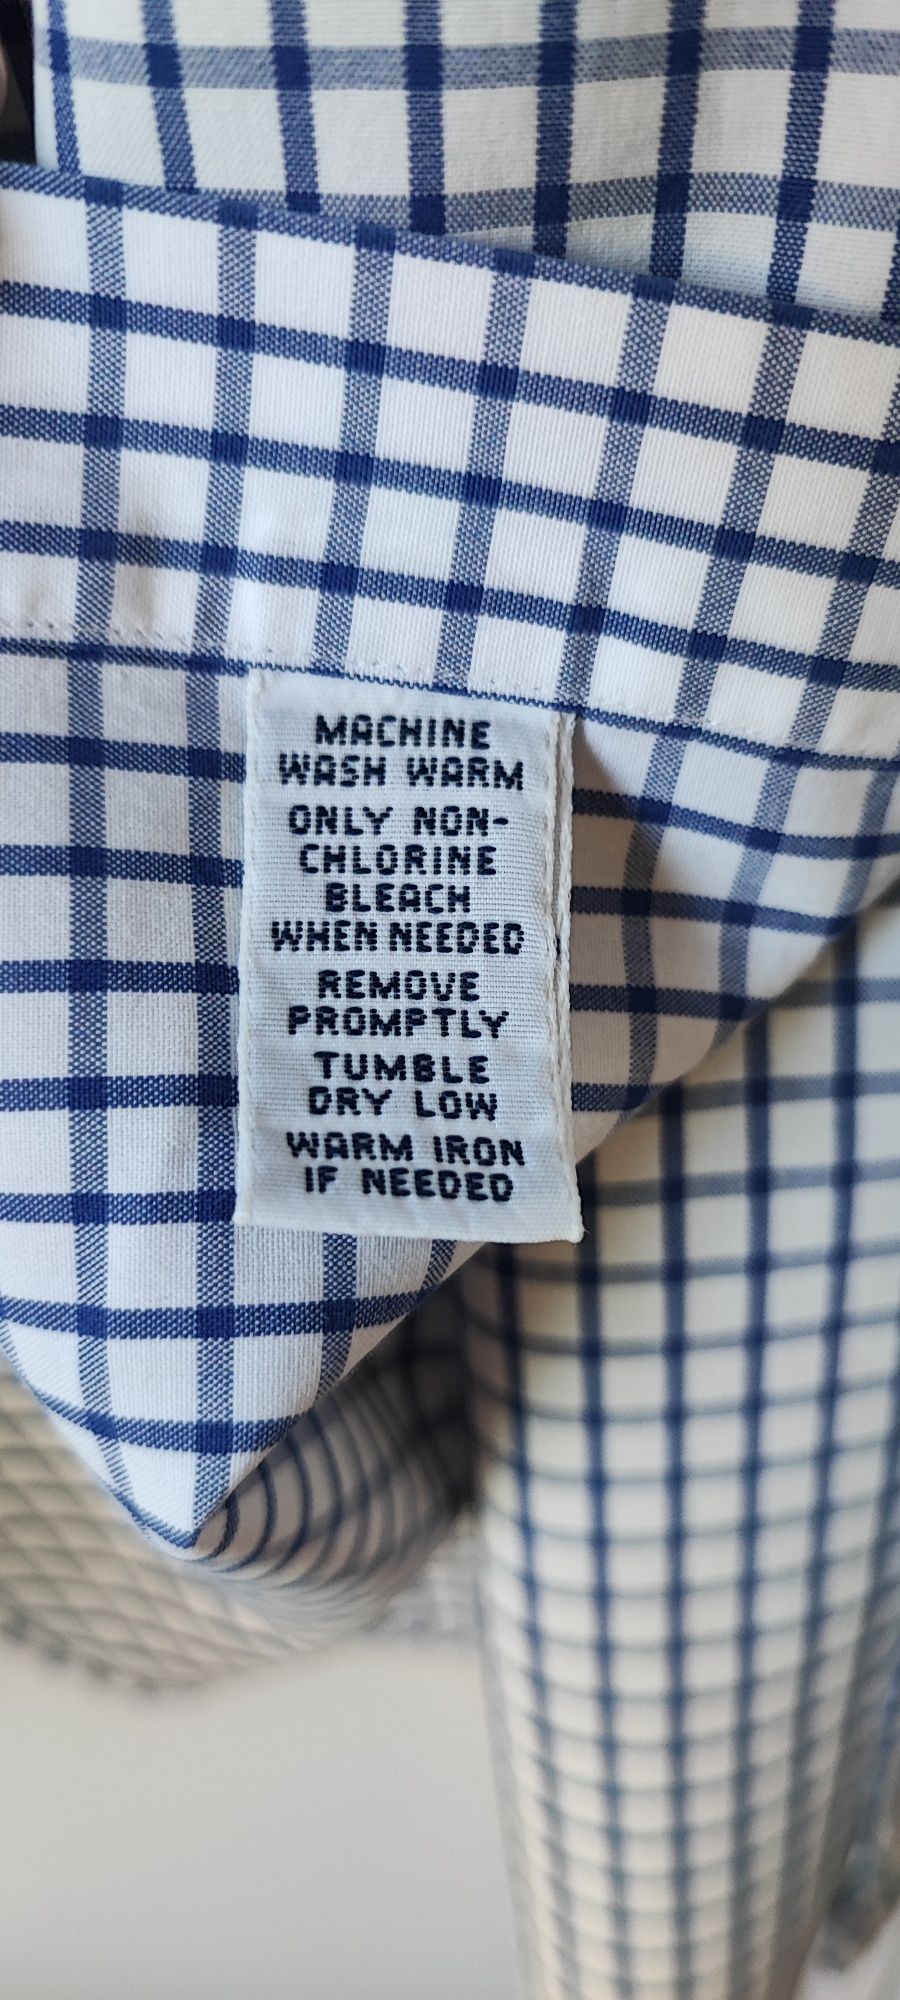 MACHINE
WASH WARM
ONLY NON-
CHLORINE
BLEACH
WHEN NEEDED
REMOVE
PROMPTLY
TUMBLE
DRY LOW
WARM IRON
IF NEEDED